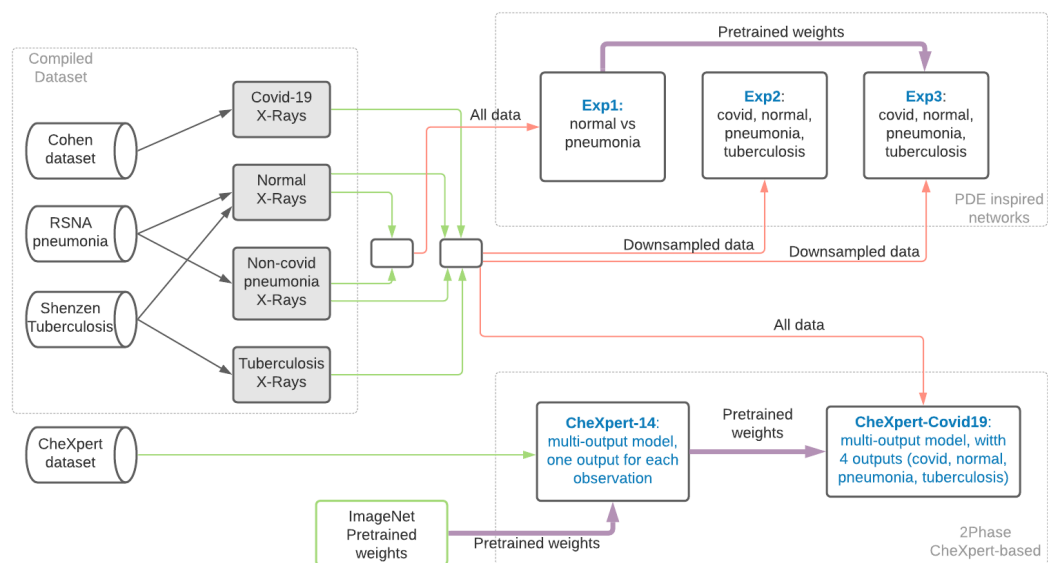 Compiled
Dataset
Cohen
dataset
RSNA
pneumonia
Shenzen
Tuberculosis
CheXpert
dataset
Covid-19
X-Rays
Normal
X-Rays
Non-covid
pneumonia
X-Rays
Tuberculosis
X-Rays
All data
Pretrained weights
Exp1:
normal vs
pneumonia
Exp2:
covid, normal,
pneumonia,
tuberculosis
Exp3:
covid, normal,
pneumonia,
tuberculosis
PDE inspired
networks
Downsampled data
Downsampled data
All data
CheXpert-14:
multi-output model,
one output for each
observation
Pretrained
weights
CheXpert-Covid19:
multi-output model, witth
4 outputs (covid, normal,
pneumonia, tuberculosis)
ImageNet
Pretrained
weights
Pretrained weights
2Phase
CheXpert-based